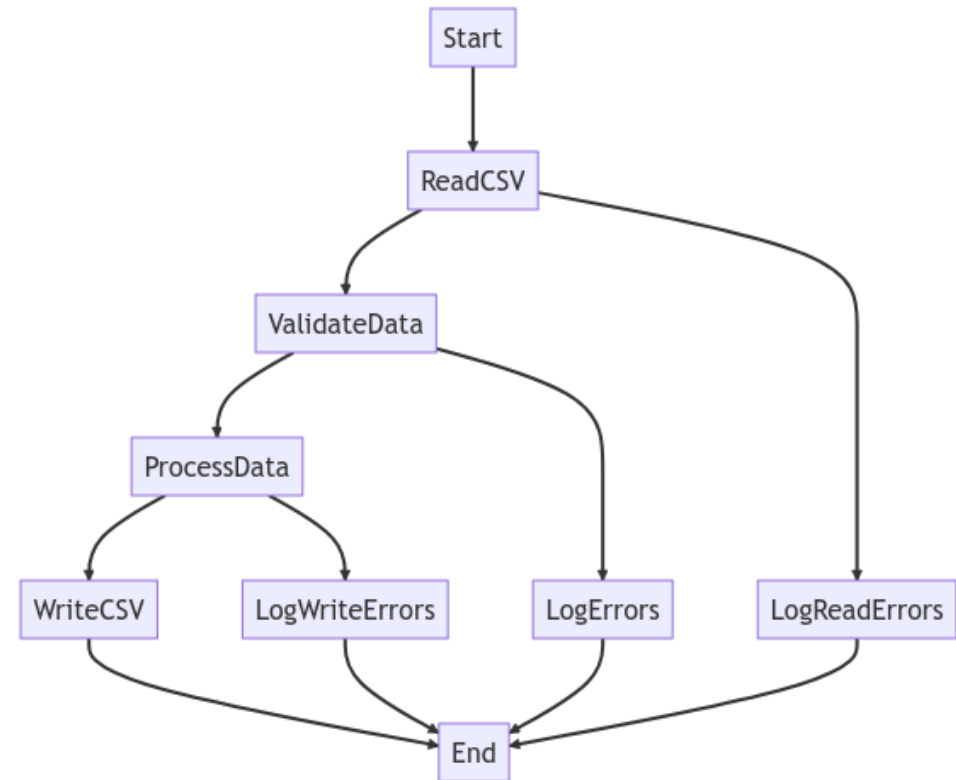 Start
ReadCSV
ValidateData
ProcessData
WriteCSV
LogWriteErrors
LogErrors
LogReadErrors
End